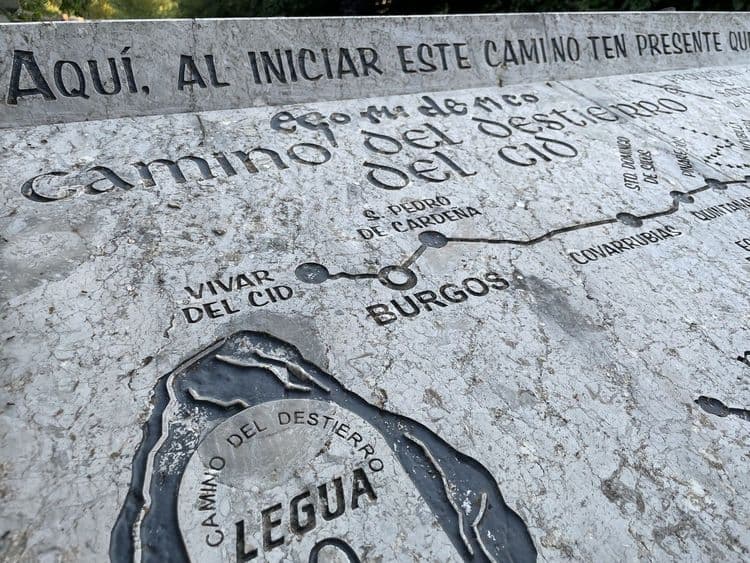 AQUÍ, AL INICIAR ESTE CAMINO TEN PRESENTE QUE
ego ruy diaz
CAMINO DEL DESTIERRO
DEL CID
STO. DOMINGO
DE SILOS
S. PEDRO
DE CARDEÑA
QUINTANA
COVARRUBIAS
VIVAR
DEL CID
BURGOS
CAMINO DEL DESTIERRO
LEGUA